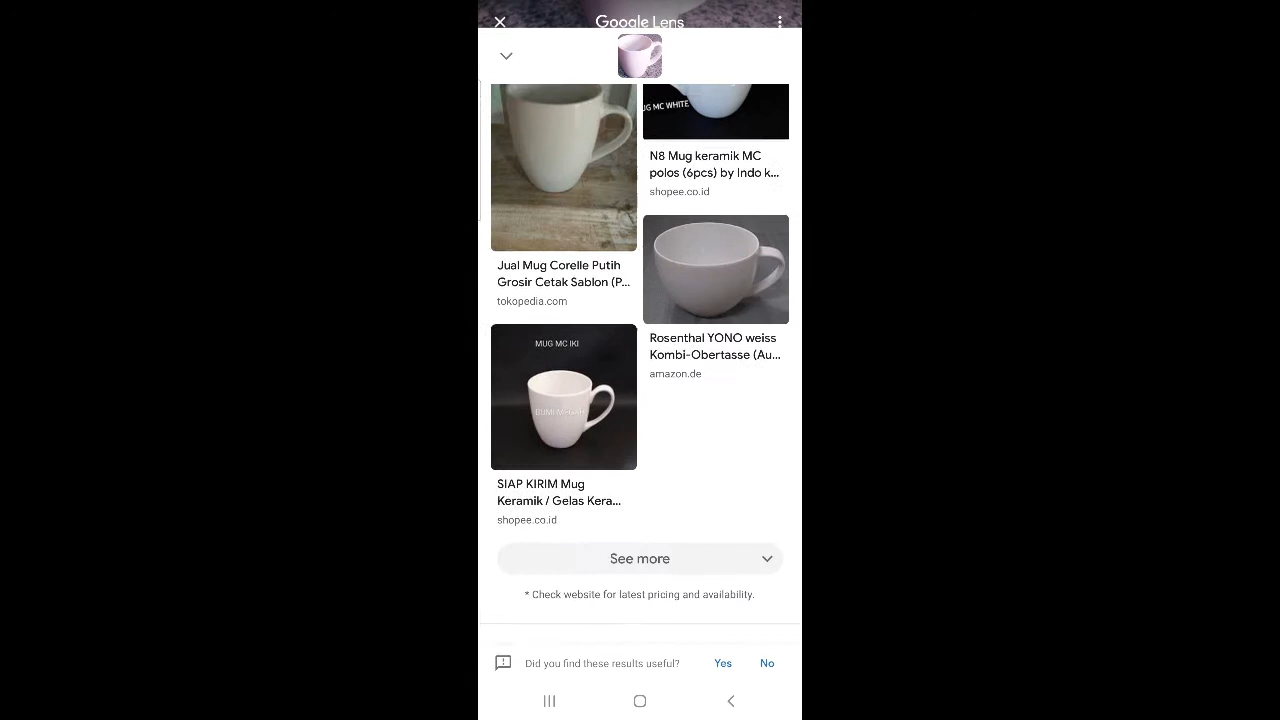 Google Lens
UG MC WHITE
N8 Mug keramik MC
polos (6pcs) by Indo k...
shopee.co.id
Jual Mug Corelle Putih
Grosir Cetak Sablon (P...
tokopedia.com
Rosenthal YONO weiss
Kombi-Obertasse (Au...
amazon.de
MUG MC IKI
SIAP KIRIM Mug
Keramik / Gelas Kera...
shopee.co.id
See more
* Check website for latest pricing and availability.
Did you find these results useful?
Yes
No